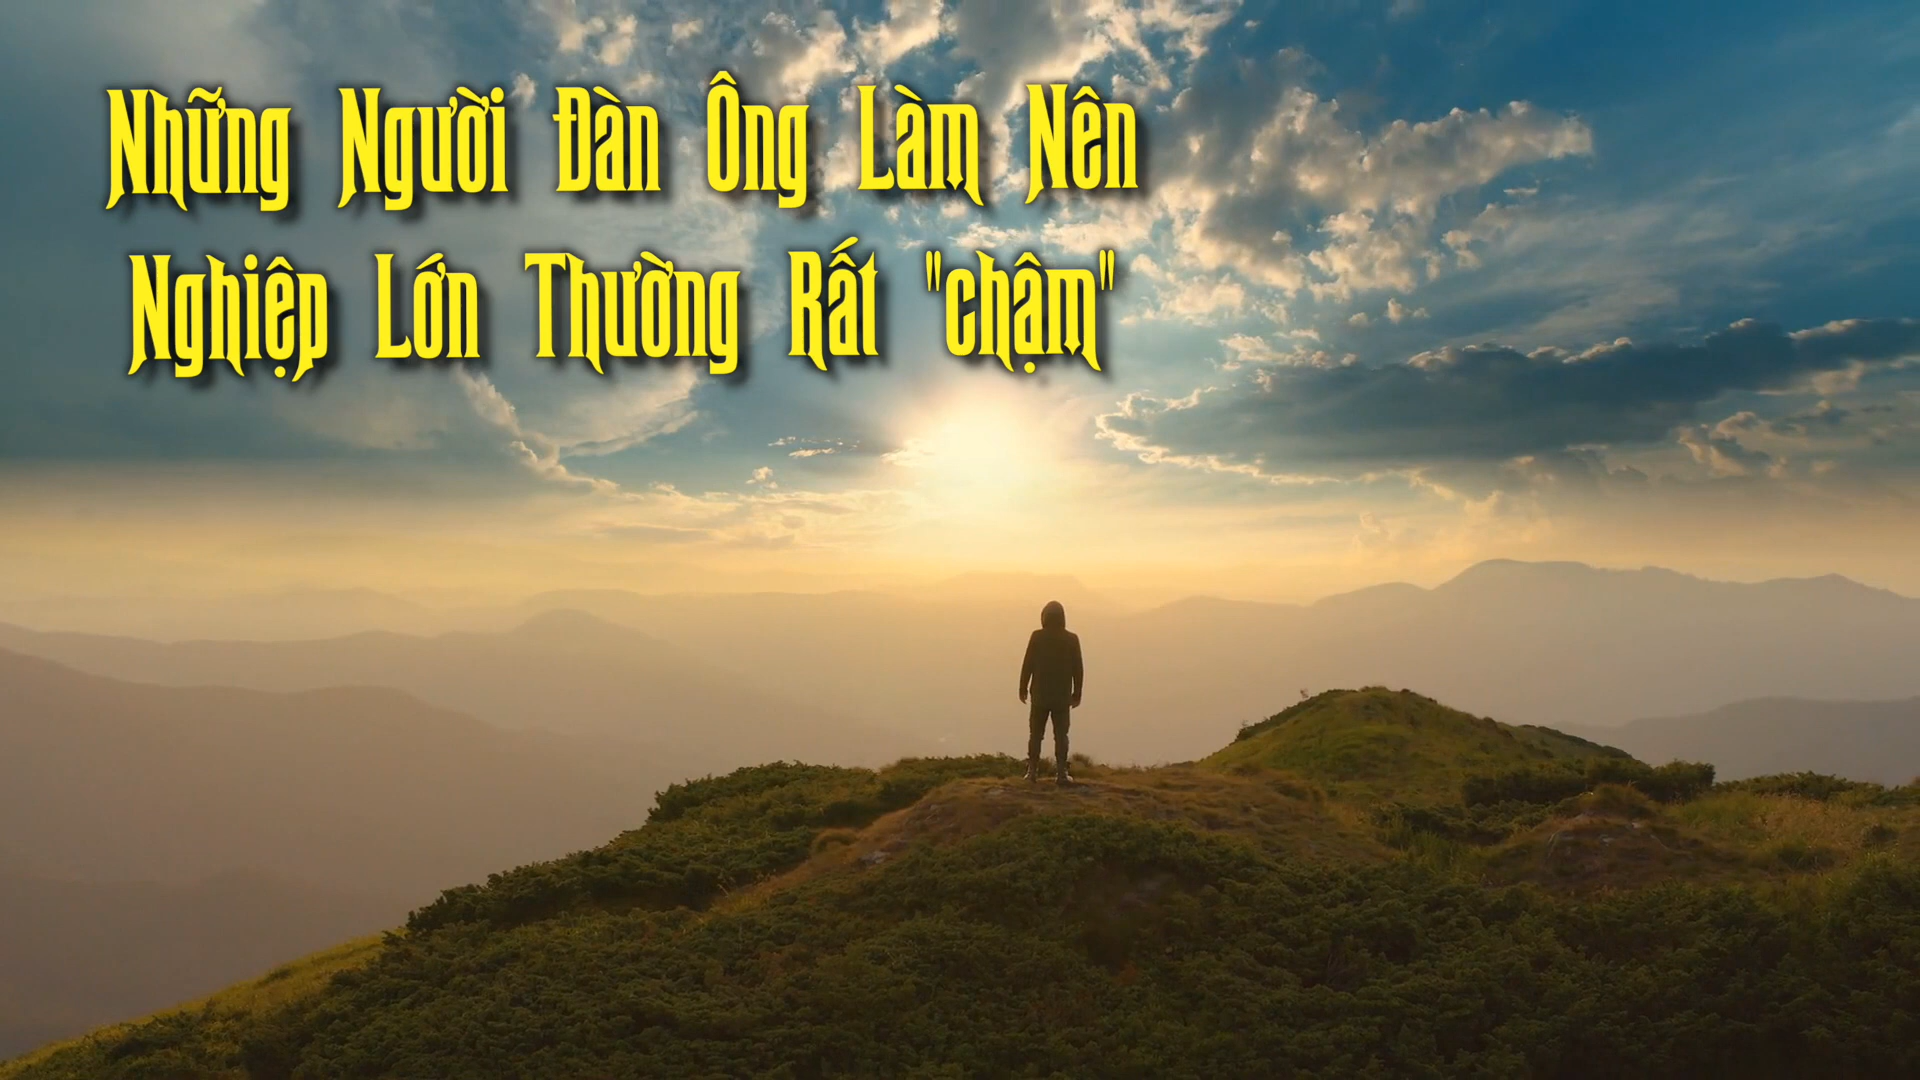 Những Người Đàn Ông Làm Nên
Nghiệp Lớn Thường Rất "chậm"